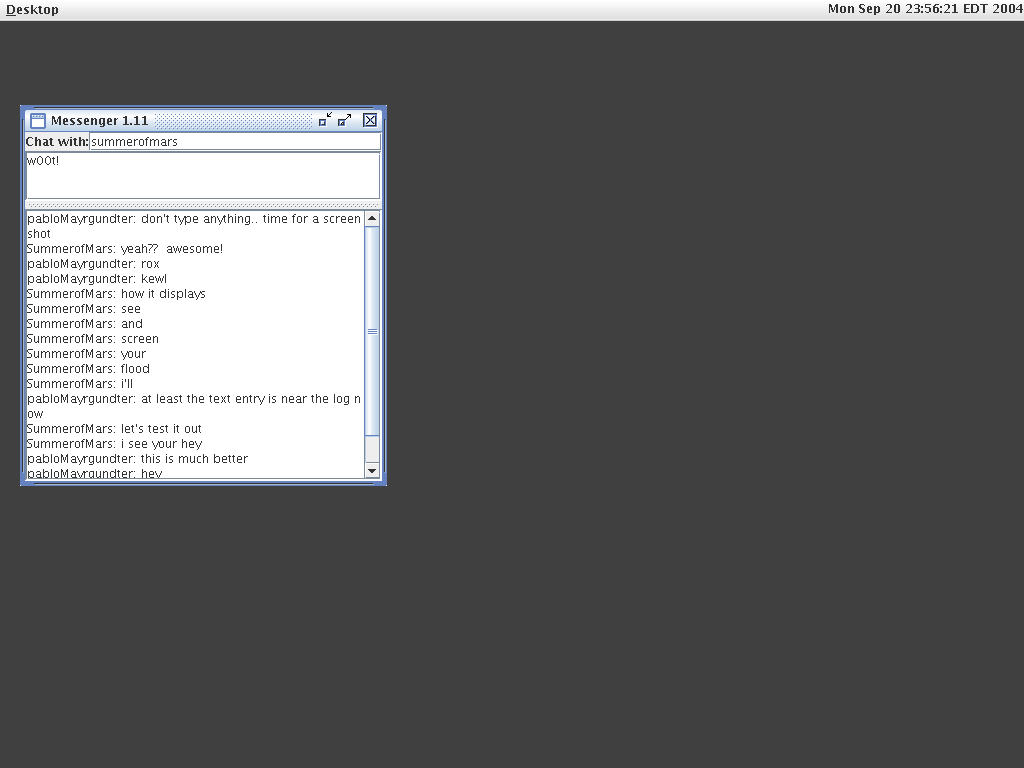 Desktop
Mon Sep 20 23:56:21 EDT 2004
Messenger 1.11
Chat with: summerofmars
w00t!
pabloMayrgundter: don't type anything.. time for a screen
shot
SummerofMars: yeah??  awesome!
pabloMayrgundter: rox
pabloMayrgundter: kewl
SummerofMars: how it displays
SummerofMars: see
SummerofMars: and
SummerofMars: screen
SummerofMars: your
SummerofMars: flood
SummerofMars: i'll
pabloMayrgundter: at least the text entry is near the log n
ow
SummerofMars: let's test it out
SummerofMars: i see your hey
pabloMayrgundter: this is much better
pabloMayrgundter: hey